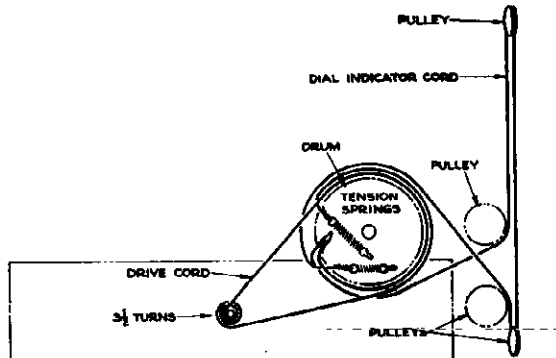 PULLEY
DIAL INDICATOR CORD
DRUM
PULLEY
TENSION
SPRINGS
DRIVE CORD
3½ TURNS
PULLEYS